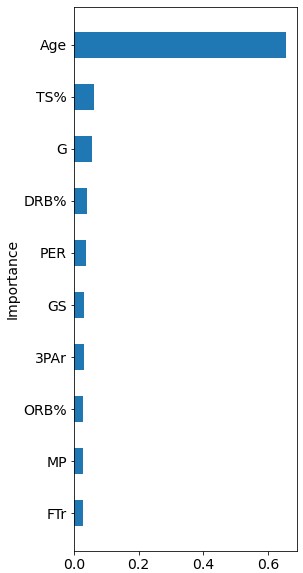 Age
TS%
G
DRB%
PER
GS
3PAr
ORB%
MP
FTr
Importance
0.0 0.2 0.4 0.6